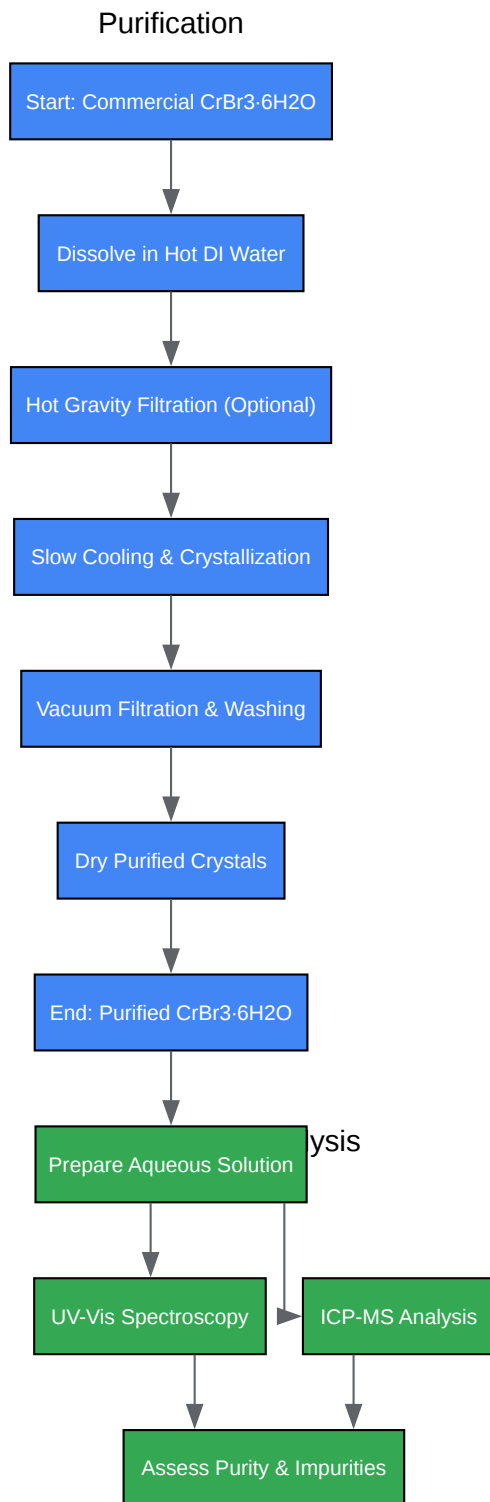 Purification
Start: Commercial CrBr3·6H2O
Dissolve in Hot DI Water
Hot Gravity Filtration (Optional)
Slow Cooling & Crystallization
Vacuum Filtration & Washing
Dry Purified Crystals
End: Purified CrBr3·6H2O
Prepare Aqueous Solution
UV-Vis Spectroscopy
ICP-MS Analysis
Assess Purity & Impurities